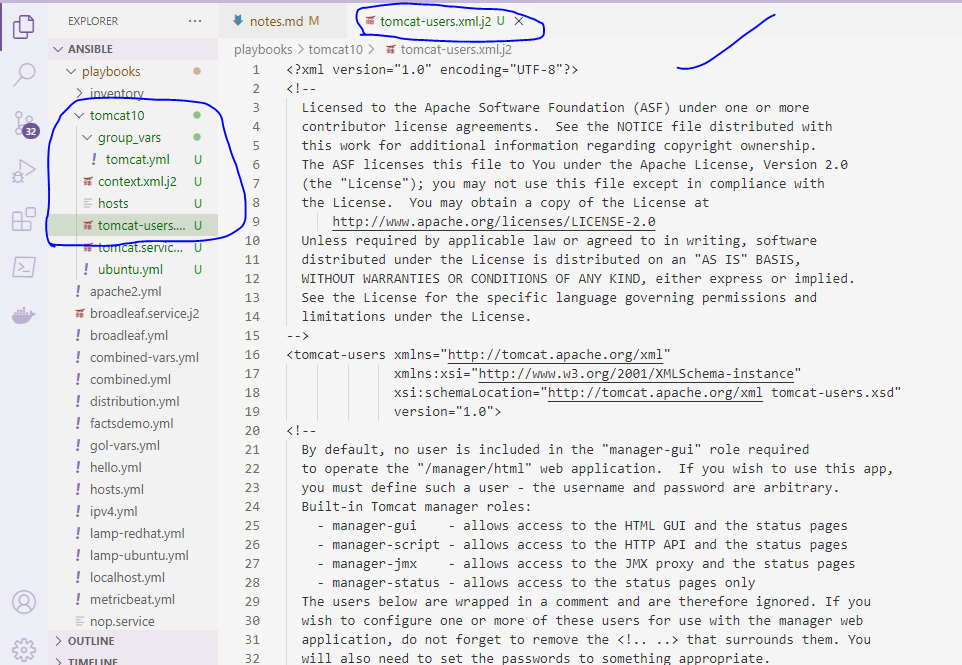 EXPLORER
ANSIBLE
playbooks
inventory
tomcat10
group_vars
! tomcat.yml U
context.xml.j2 U
hosts U
tomcat-users.... U
tomcat.servic... U
! ubuntu.yml U
! apache2.yml
broadleaf.service.j2
! broadleaf.yml
! combined-vars.yml
! combined.yml
! distribution.yml
! factsdemo.yml
! gol-vars.yml
! hello.yml
! hosts.yml
! ipv4.yml
! lamp-redhat.yml
! lamp-ubuntu.yml
! localhost.yml
! metricbeat.yml
nop.service
OUTLINE
TIMELINE
32
notes.md M
tomcat-users.xml.j2 U
playbooks > tomcat10 > tomcat-users.xml.j2
1 <?xml version="1.0" encoding="UTF-8"?>
2 <!--
3 Licensed to the Apache Software Foundation (ASF) under one or more
4 contributor license agreements.  See the NOTICE file distributed with
5 this work for additional information regarding copyright ownership.
6 The ASF licenses this file to You under the Apache License, Version 2.0
7 (the "License"); you may not use this file except in compliance with
8 the License.  You may obtain a copy of the License at
9 http://www.apache.org/licenses/LICENSE-2.0
10 Unless required by applicable law or agreed to in writing, software
11 distributed under the License is distributed on an "AS IS" BASIS,
12 WITHOUT WARRANTIES OR CONDITIONS OF ANY KIND, either express or implied.
13 See the License for the specific language governing permissions and
14 limitations under the License.
15 -->
16 <tomcat-users xmlns="http://tomcat.apache.org/xml"
17 xmlns:xsi="http://www.w3.org/2001/XMLSchema-instance"
18 xsi:schemaLocation="http://tomcat.apache.org/xml tomcat-users.xsd"
19 version="1.0">
20 <!--
21 By default, no user is included in the "manager-gui" role required
22 to operate the "/manager/html" web application.  If you wish to use this app,
23 you must define such a user - the username and password are arbitrary.
24 Built-in Tomcat manager roles:
25 - manager-gui    - allows access to the HTML GUI and the status pages
26 - manager-script - allows access to the HTTP API and the status pages
27 - manager-jmx    - allows access to the JMX proxy and the status pages
28 - manager-status - allows access to the status pages only
29 The users below are wrapped in a comment and are therefore ignored. If you
30 wish to configure one or more of these users for use with the manager web
31 application, do not forget to remove the <!.. ..> that surrounds them. You
32 will also need to set the passwords to something appropriate.